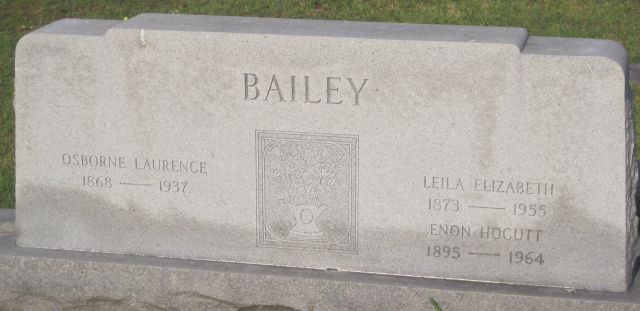 BAILEY
OSBORNE LAURENCE
1868 — 1937
LEILA ELIZABETH
1873 — 1955
ENON HOCUTT
1895 — 1964